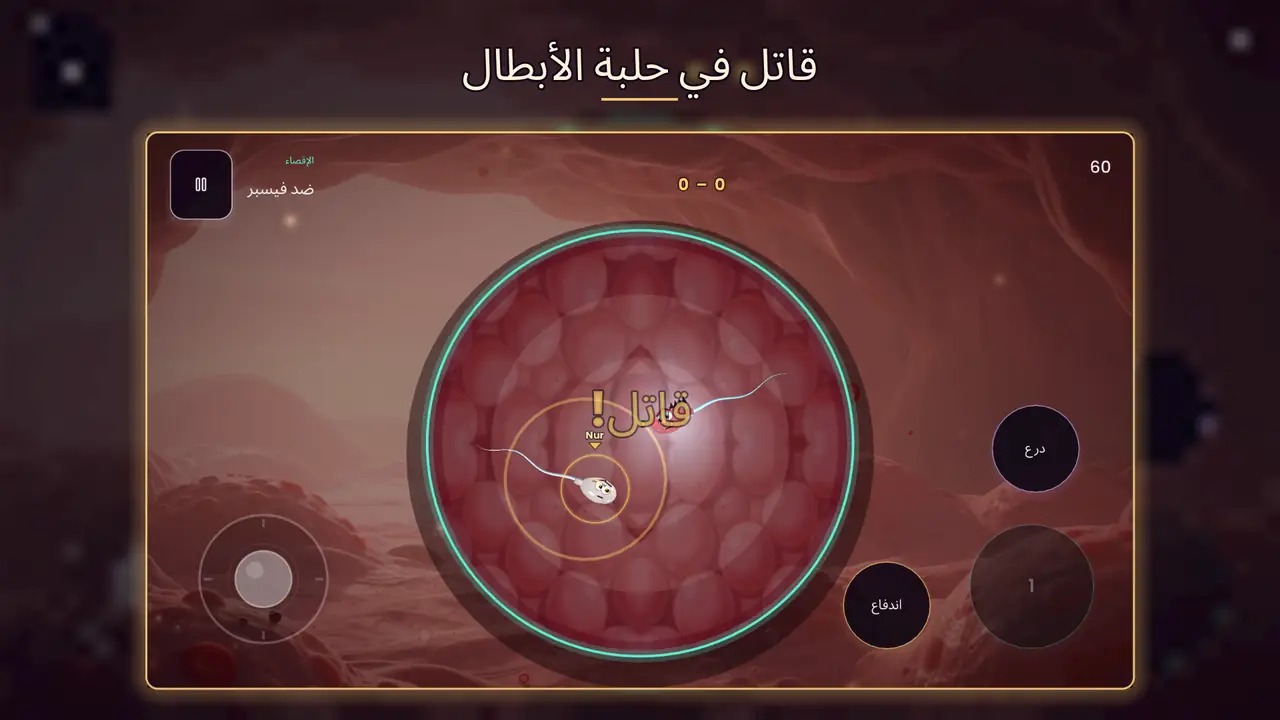 قاتل في حلبة الأبطال
الإقصاء
ضد فيسبر
0 – 0
60
قاتل!
Nur
درع
اندفاع
1